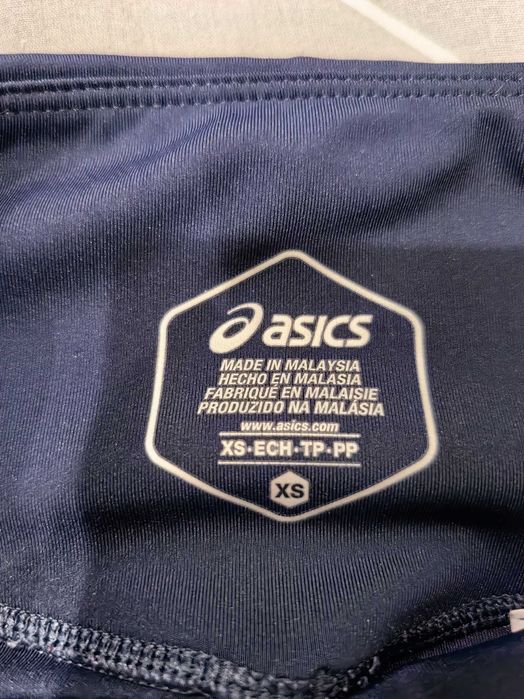 asics
MADE IN MALAYSIA
HECHO EN MALASIA
FABRIQUÉ EN MALAISIE
PRODUZIDO NA MALÁSIA
www.asics.com
XS·ECH·TP·PP
XS